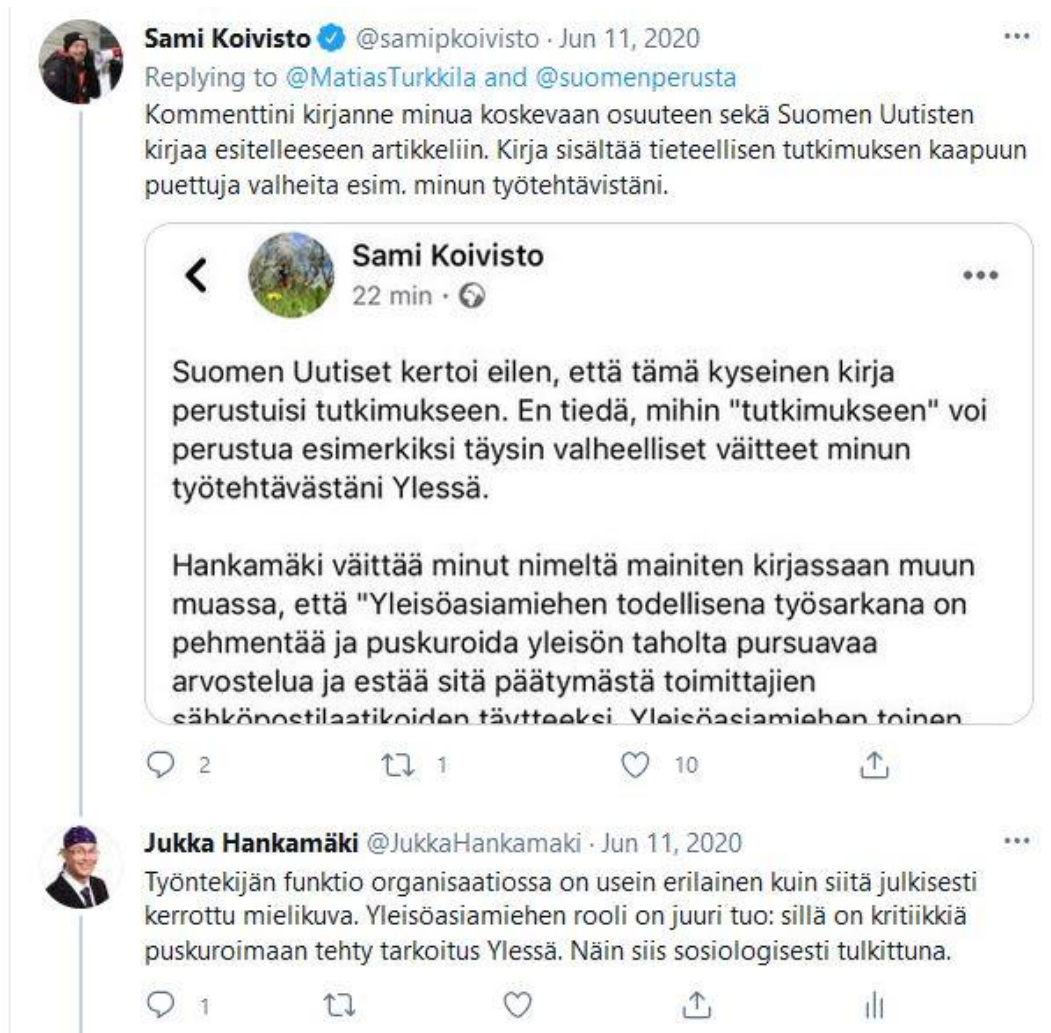 Sami Koivisto @samipkoivisto · Jun 11, 2020
Replying to @MatiasTurkkila and @suomenperusta
Kommenttini kirjanne minua koskevaan osuuteen sekä Suomen Uutisten
kirjaa esitelleeseen artikkeliin. Kirja sisältää tieteellisen tutkimuksen kaapuun
puettuja valheita esim. minun työtehtävistäni.
Sami Koivisto
22 min ·
Suomen Uutiset kertoi eilen, että tämä kyseinen kirja
perustuisi tutkimukseen. En tiedä, mihin "tutkimukseen" voi
perustua esimerkiksi täysin valheelliset väitteet minun
työtehtävästäni Ylessä.
Hankamäki väittää minut nimeltä mainiten kirjassaan muun
muassa, että "Yleisöasiamiehen todellisena työsarkana on
pehmentää ja puskuroida yleisön taholta pursuavaa
arvostelua ja estää sitä päätymästä toimittajien
sähköpostilaatikoiden täytteeksi. Yleisöasiamiehen toinen
2 1 10
Jukka Hankamäki @JukkaHankamaki · Jun 11, 2020
Työntekijän funktio organisaatiossa on usein erilainen kuin siitä julkisesti
kerrottu mielikuva. Yleisöasiamiehen rooli on juuri tuo: sillä on kritiikkiä
puskuroimaan tehty tarkoitus Ylessä. Näin siis sosiologisesti tulkittuna.
1